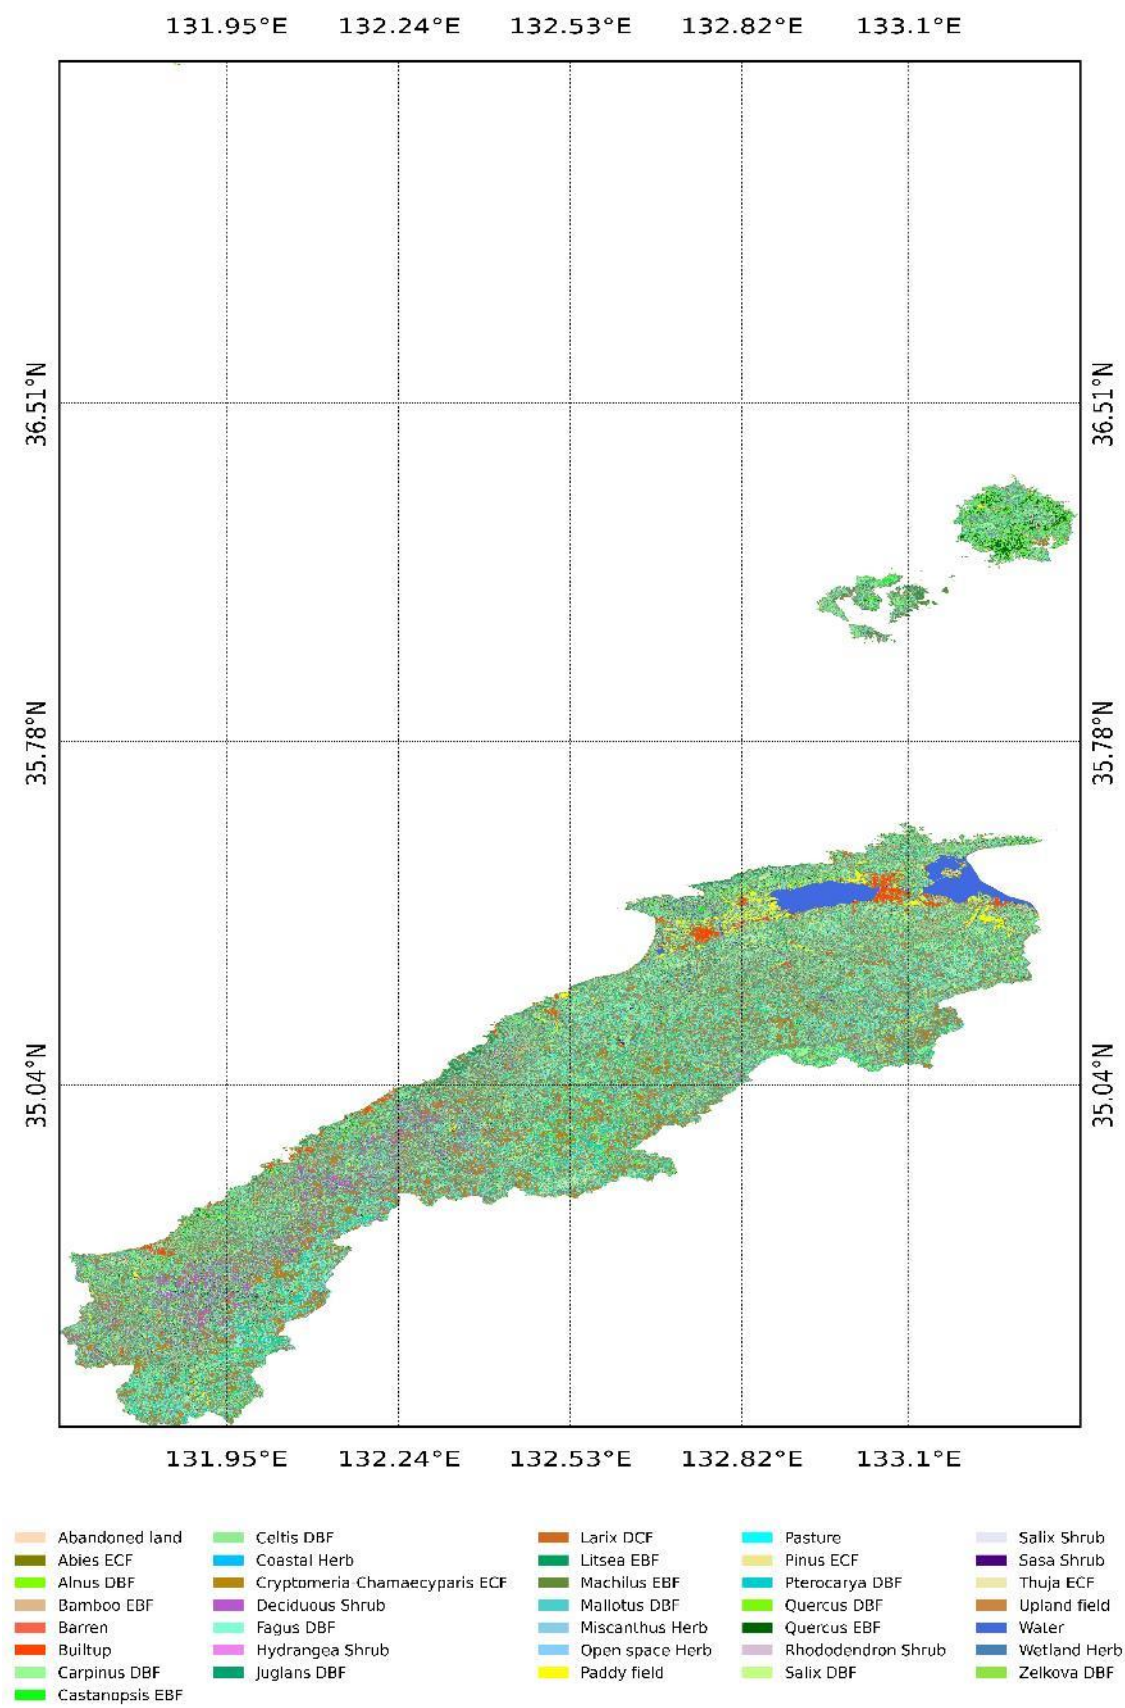 131.95°E 132.24°E 132.53°E 132.82°E 133.1°E
36.51°N 36.51°N
35.78°N 35.78°N
35.04°N 35.04°N
131.95°E 132.24°E 132.53°E 132.82°E 133.1°E
Abandoned land Celtis DBF Larix DCF Pasture Salix Shrub
Abies ECF Coastal Herb Litsea EBF Pinus ECF Sasa Shrub
Alnus DBF Cryptomeria-Chamaecyparis ECF Machilus EBF Pterocarya DBF Thuja ECF
Bamboo EBF Deciduous Shrub Mallotus DBF Quercus DBF Upland field
Barren Fagus DBF Miscanthus Herb Quercus EBF Water
Builtup Hydrangea Shrub Open space Herb Rhododendron Shrub Wetland Herb
Carpinus DBF Juglans DBF Paddy field Salix DBF Zelkova DBF
Castanopsis EBF